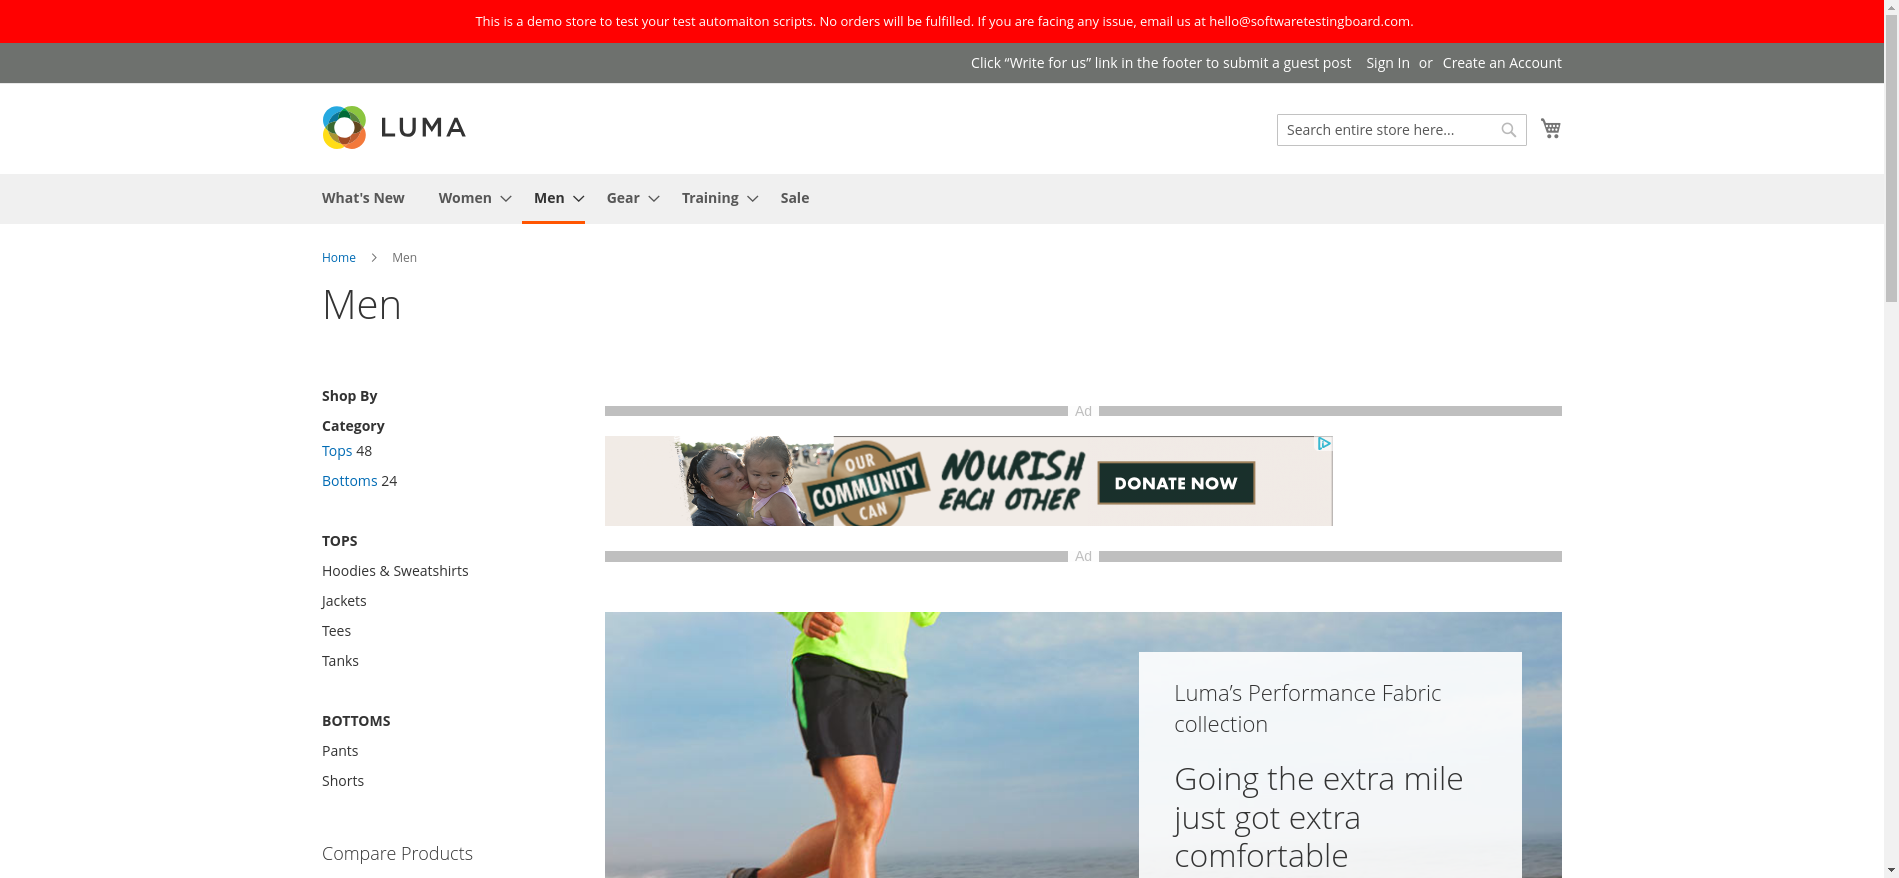 This is a demo store to test your test automaiton scripts. No orders will be fulfilled. If you are facing any issue, email us at hello@softwaretestingboard.com.
Click “Write for us” link in the footer to submit a guest post Sign In or Create an Account
LUMA
Search entire store here...
What's New Women Men Gear Training Sale
Home Men
Men
Shop By
Category
Tops 48
Bottoms 24
TOPS
Hoodies & Sweatshirts
Jackets
Tees
Tanks
BOTTOMS
Pants
Shorts
Compare Products
Ad
OUR
COMMUNITY
CAN
NOURISH
EACH OTHER
DONATE NOW
Ad
Luma’s Performance Fabric
collection
Going the extra mile
just got extra
comfortable